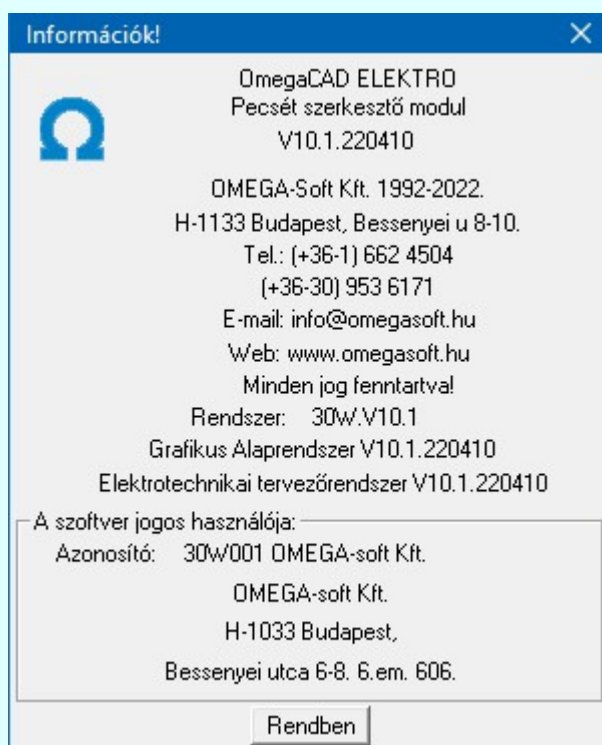 Információk!
OmegaCAD ELEKTRO
Pecsét szerkesztő modul
V10.1.220410
OMEGA-Soft Kft. 1992-2022.
H-1133 Budapest, Bessenyei u 8-10.
Tel.: (+36-1) 662 4504
(+36-30) 953 6171
E-mail: info@omegasoft.hu
Web: www.omegasoft.hu
Minden jog fenntartva!
Rendszer: 30W.V10.1
Grafikus Alaprendszer V10.1.220410
Elektrotechnikai tervezőrendszer V10.1.220410
A szoftver jogos használója:
Azonosító: 30W001 OMEGA-soft Kft.
OMEGA-soft Kft.
H-1033 Budapest,
Bessenyei utca 6-8. 6.em. 606.
Rendben